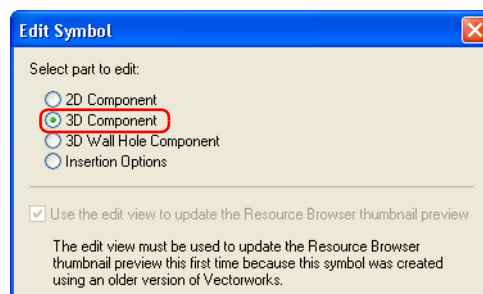 Edit Symbol
Select part to edit:
2D Component
3D Component
3D Wall Hole Component
Insertion Options
Use the edit view to update the Resource Browser thumbnail preview
The edit view must be used to update the Resource Browser
thumbnail preview this first time because this symbol was created
using an older version of Vectorworks.